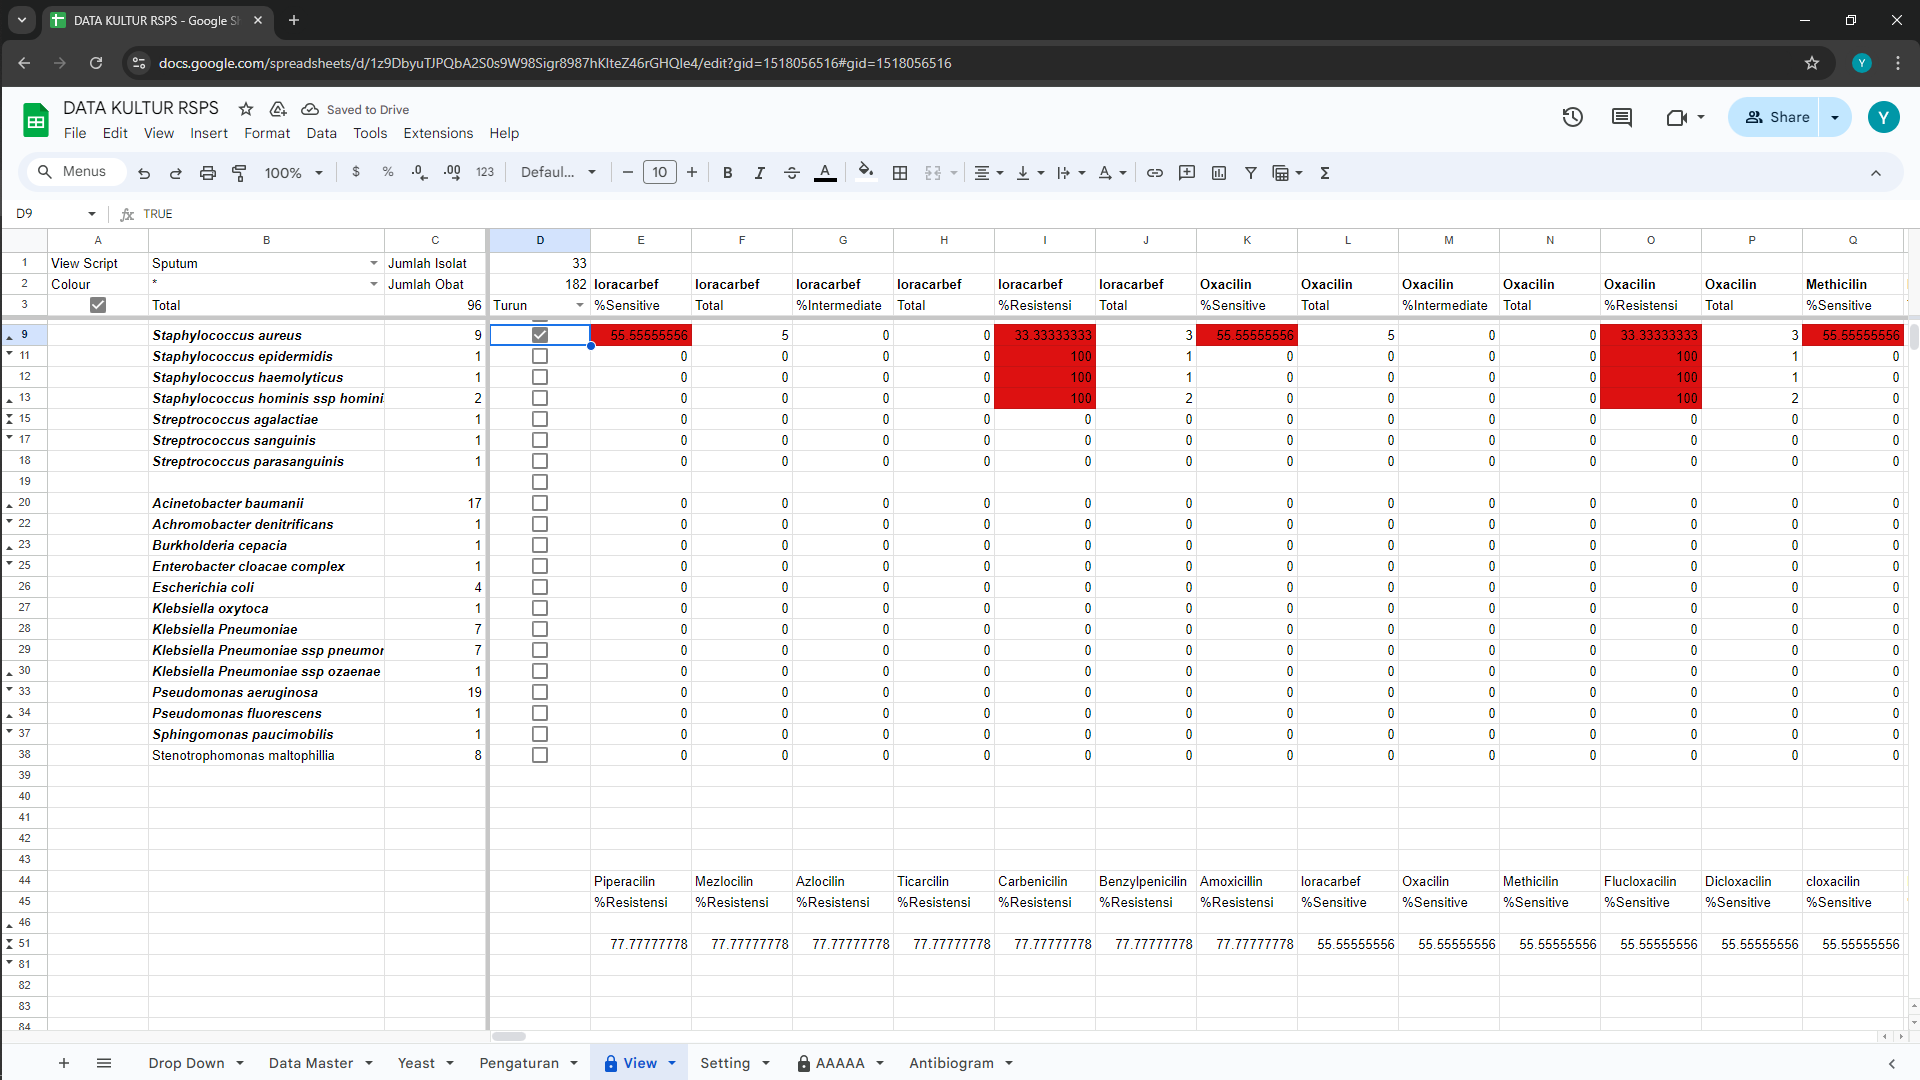 DATA KULTUR RSPS - Google Sh
docs.google.com/spreadsheets/d/1z9DbyuTJPQbA2S0s9W98Sigr8987hKlteZ46rGHQle4/edit?gid=1518056516#gid=1518056516
Y
DATA KULTUR RSPS Saved to Drive
File Edit View Insert Format Data Tools Extensions Help
Share
Y
Menus 100% $ % .0 .00 123 Defaul... 10 B I S A
D9 TRUE
A B C D E F G H I J K L M N O P Q
1 View Script Sputum Jumlah Isolat 33
2 Colour * Jumlah Obat 182 loracarbef loracarbef loracarbef loracarbef loracarbef loracarbef Oxacilin Oxacilin Oxacilin Oxacilin Oxacilin Oxacilin Methicilin
3 Total 96 Turun %Sensitive Total %Intermediate Total %Resistensi Total %Sensitive Total %Intermediate Total %Resistensi Total %Sensitive
9 Staphylococcus aureus 9 55.55555556 5 0 0 33.33333333 3 55.55555556 5 0 0 33.33333333 3 55.55555556
11 Staphylococcus epidermidis 1 0 0 0 0 100 1 0 0 0 0 100 1 0
12 Staphylococcus haemolyticus 1 0 0 0 0 100 1 0 0 0 0 100 1 0
13 Staphylococcus hominis ssp homini 2 0 0 0 0 100 2 0 0 0 0 100 2 0
15 Streptrococcus agalactiae 1 0 0 0 0 0 0 0 0 0 0 0 0 0
17 Streptrococcus sanguinis 1 0 0 0 0 0 0 0 0 0 0 0 0 0
18 Streptrococcus parasanguinis 1 0 0 0 0 0 0 0 0 0 0 0 0 0
19
20 Acinetobacter baumanii 17 0 0 0 0 0 0 0 0 0 0 0 0 0
22 Achromobacter denitrificans 1 0 0 0 0 0 0 0 0 0 0 0 0 0
23 Burkholderia cepacia 1 0 0 0 0 0 0 0 0 0 0 0 0 0
25 Enterobacter cloacae complex 1 0 0 0 0 0 0 0 0 0 0 0 0 0
26 Escherichia coli 4 0 0 0 0 0 0 0 0 0 0 0 0 0
27 Klebsiella oxytoca 1 0 0 0 0 0 0 0 0 0 0 0 0 0
28 Klebsiella Pneumoniae 7 0 0 0 0 0 0 0 0 0 0 0 0 0
29 Klebsiella Pneumoniae ssp pneumor 7 0 0 0 0 0 0 0 0 0 0 0 0 0
30 Klebsiella Pneumoniae ssp ozaenae 1 0 0 0 0 0 0 0 0 0 0 0 0 0
33 Pseudomonas aeruginosa 19 0 0 0 0 0 0 0 0 0 0 0 0 0
34 Pseudomonas fluorescens 1 0 0 0 0 0 0 0 0 0 0 0 0 0
37 Sphingomonas paucimobilis 1 0 0 0 0 0 0 0 0 0 0 0 0 0
38 Stenotrophomonas maltophillia 8 0 0 0 0 0 0 0 0 0 0 0 0 0
39
40
41
42
43
44 Piperacilin Mezlocilin Azlocilin Ticarcilin Carbenicilin Benzylpenicilin Amoxicillin loracarbef Oxacilin Methicilin Flucloxacilin Dicloxacilin cloxacilin
45 %Resistensi %Resistensi %Resistensi %Resistensi %Resistensi %Resistensi %Resistensi %Sensitive %Sensitive %Sensitive %Sensitive %Sensitive %Sensitive
46
51 77.77777778 77.77777778 77.77777778 77.77777778 77.77777778 77.77777778 77.77777778 55.55555556 55.55555556 55.55555556 55.55555556 55.55555556 55.55555556
81
82
83
84
Drop Down Data Master Yeast Pengaturan View Setting AAAAA Antibiogram